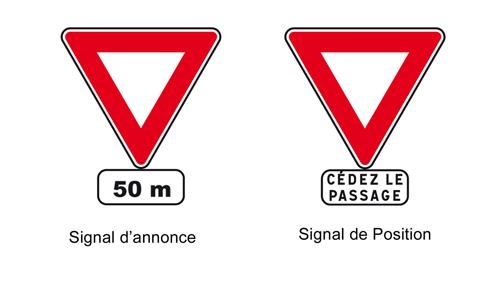 50 m
CÉDEZ LE
PASSAGE
Signal d’annonce
Signal de Position